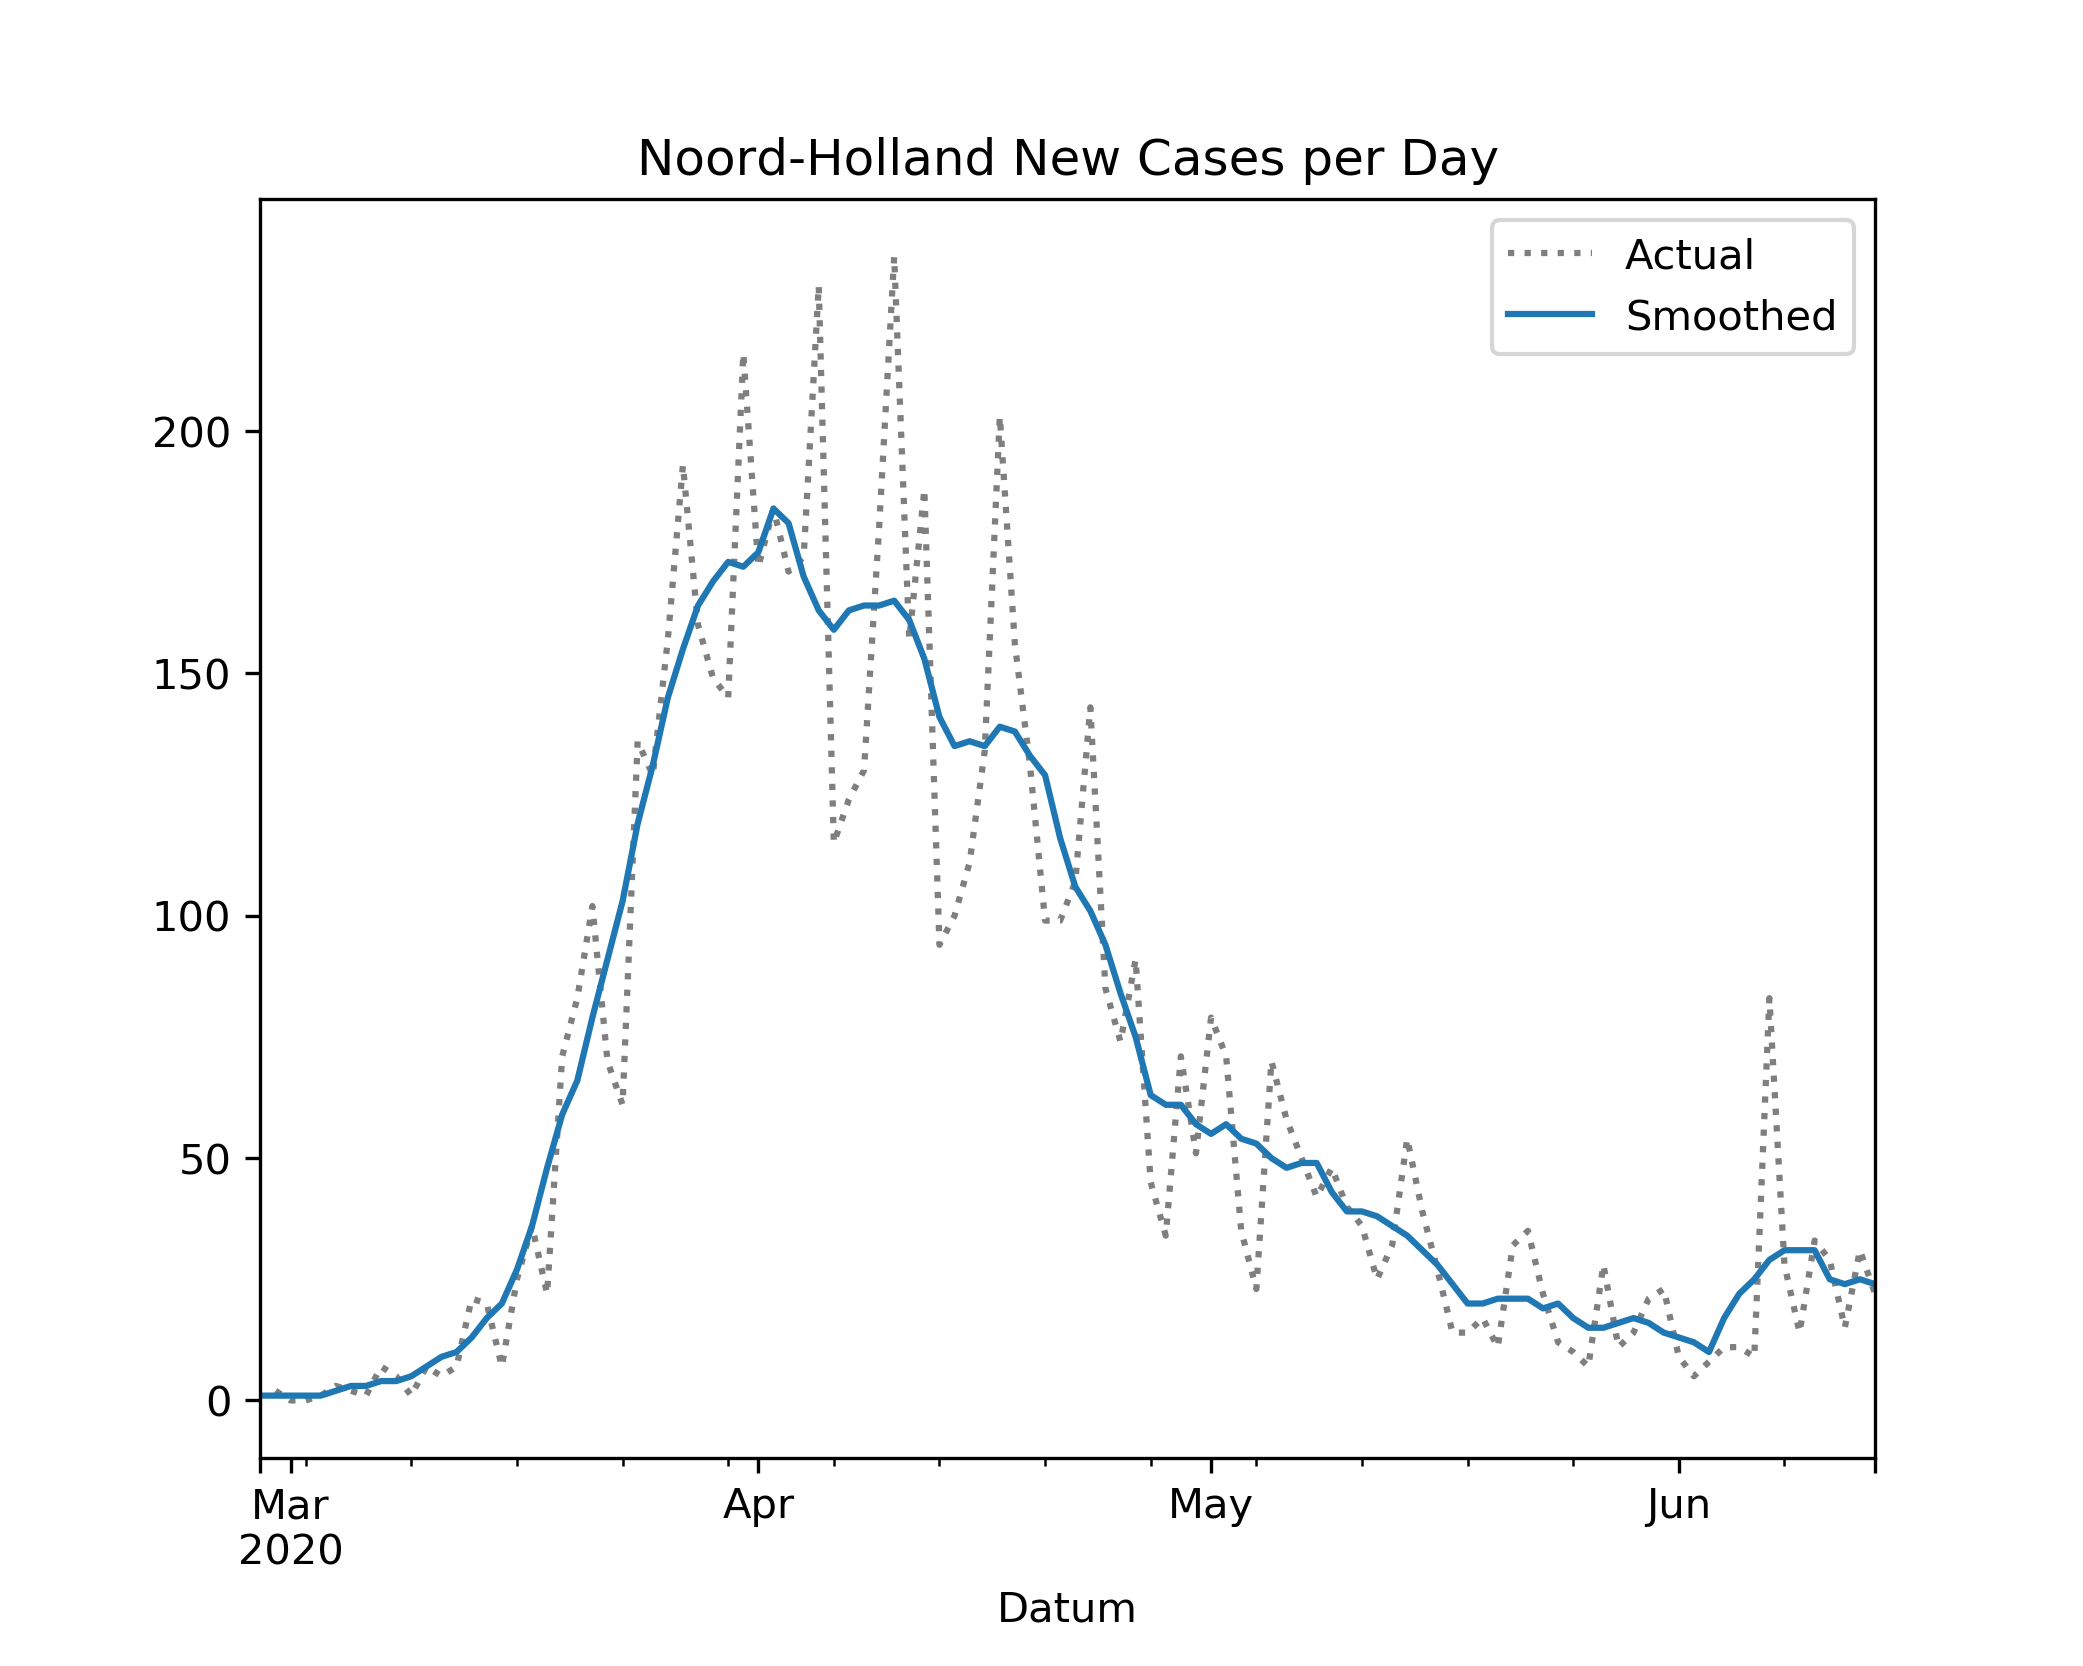 Noord-Holland New Cases per Day
Actual
Smoothed
200
150
100
50
0
Mar
2020
Apr
May
Jun
Datum